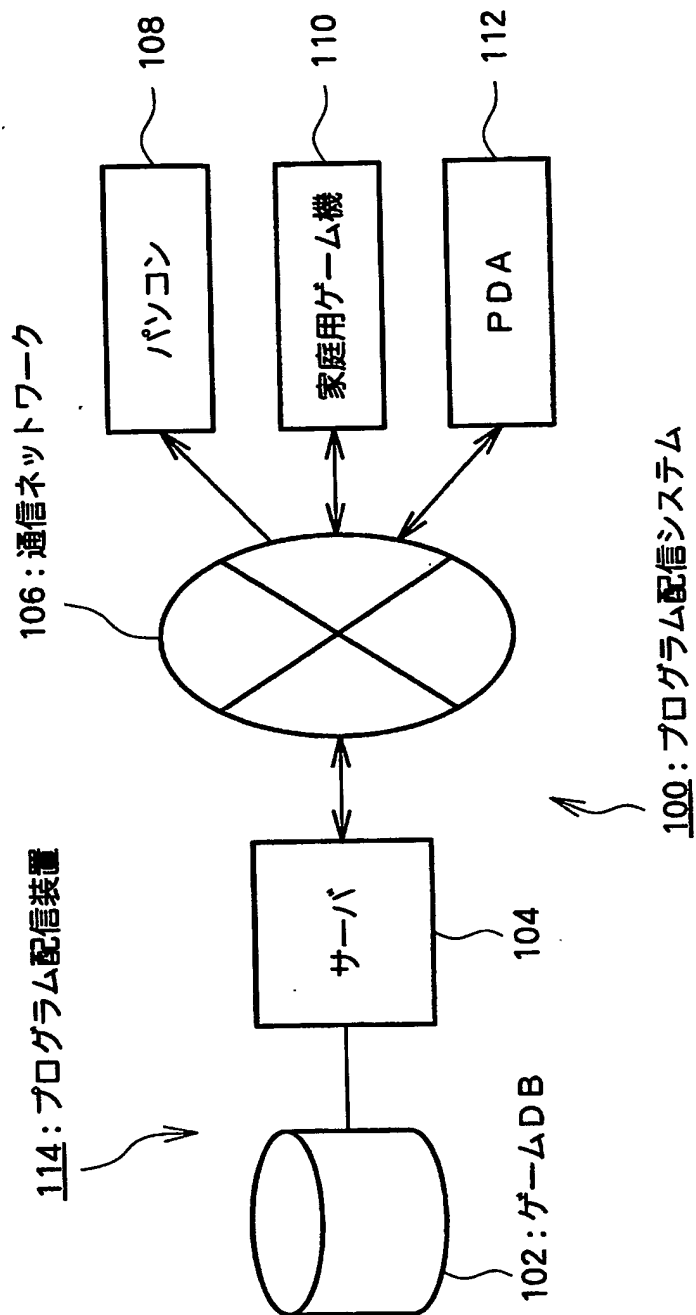 114：プログラム配信装置
102：ゲームDB
サーバ
104
106：通信ネットワーク
100：プログラム配信システム
パソコン
108
家庭用ゲーム機
110
PDA
112